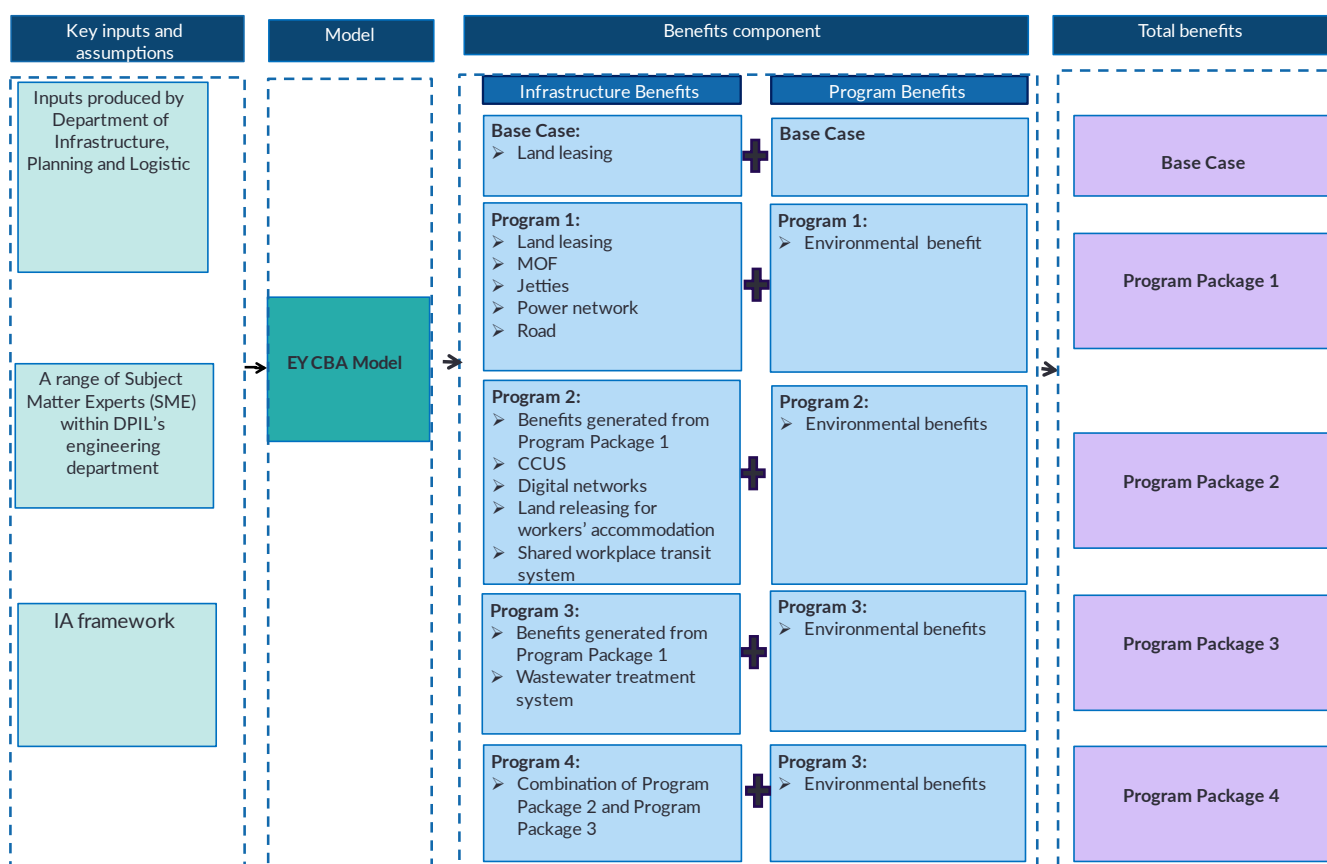 Key inputs and
assumptions
Model
Benefits component
Total benefits
Inputs produced by
Department of
Infrastructure,
Planning and Logistic
A range of Subject
Matter Experts (SME)
within DPIL's
engineering
department
IA framework
EY CBA Model
Infrastructure Benefits
Program Benefits
Base Case:
➢ Land leasing
Base Case
Program 1:
➢ Land leasing
➢ MOF
➢ Jetties
➢ Power network
➢ Road
Program 1:
➢ Environmental benefit
Program 2:
➢ Benefits generated from
Program Package 1
➢ CCUS
➢ Digital networks
➢ Land releasing for
workers' accommodation
➢ Shared workplace transit
system
Program 2:
➢ Environmental benefits
Program 3:
➢ Benefits generated from
Program Package 1
➢ Wastewater treatment
system
Program 3:
➢ Environmental benefits
Program 4:
➢ Combination of Program
Package 2 and Program
Package 3
Program 3:
➢ Environmental benefits
Base Case
Program Package 1
Program Package 2
Program Package 3
Program Package 4